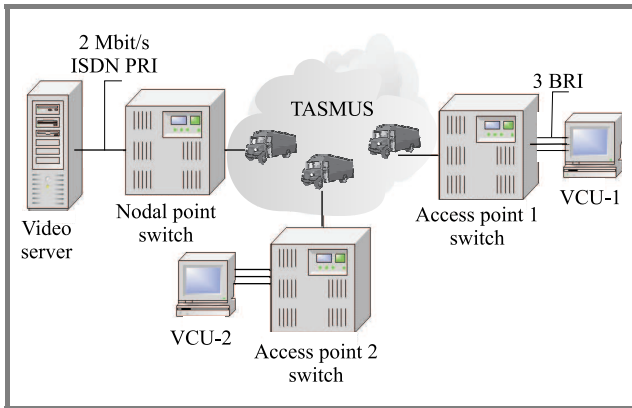 2 Mbit/s
ISDN PRI
TASMUS
3 BRI
Video
server
Nodal point
switch
Access point 1
switch
VCU-1
VCU-2
Access point 2
switch